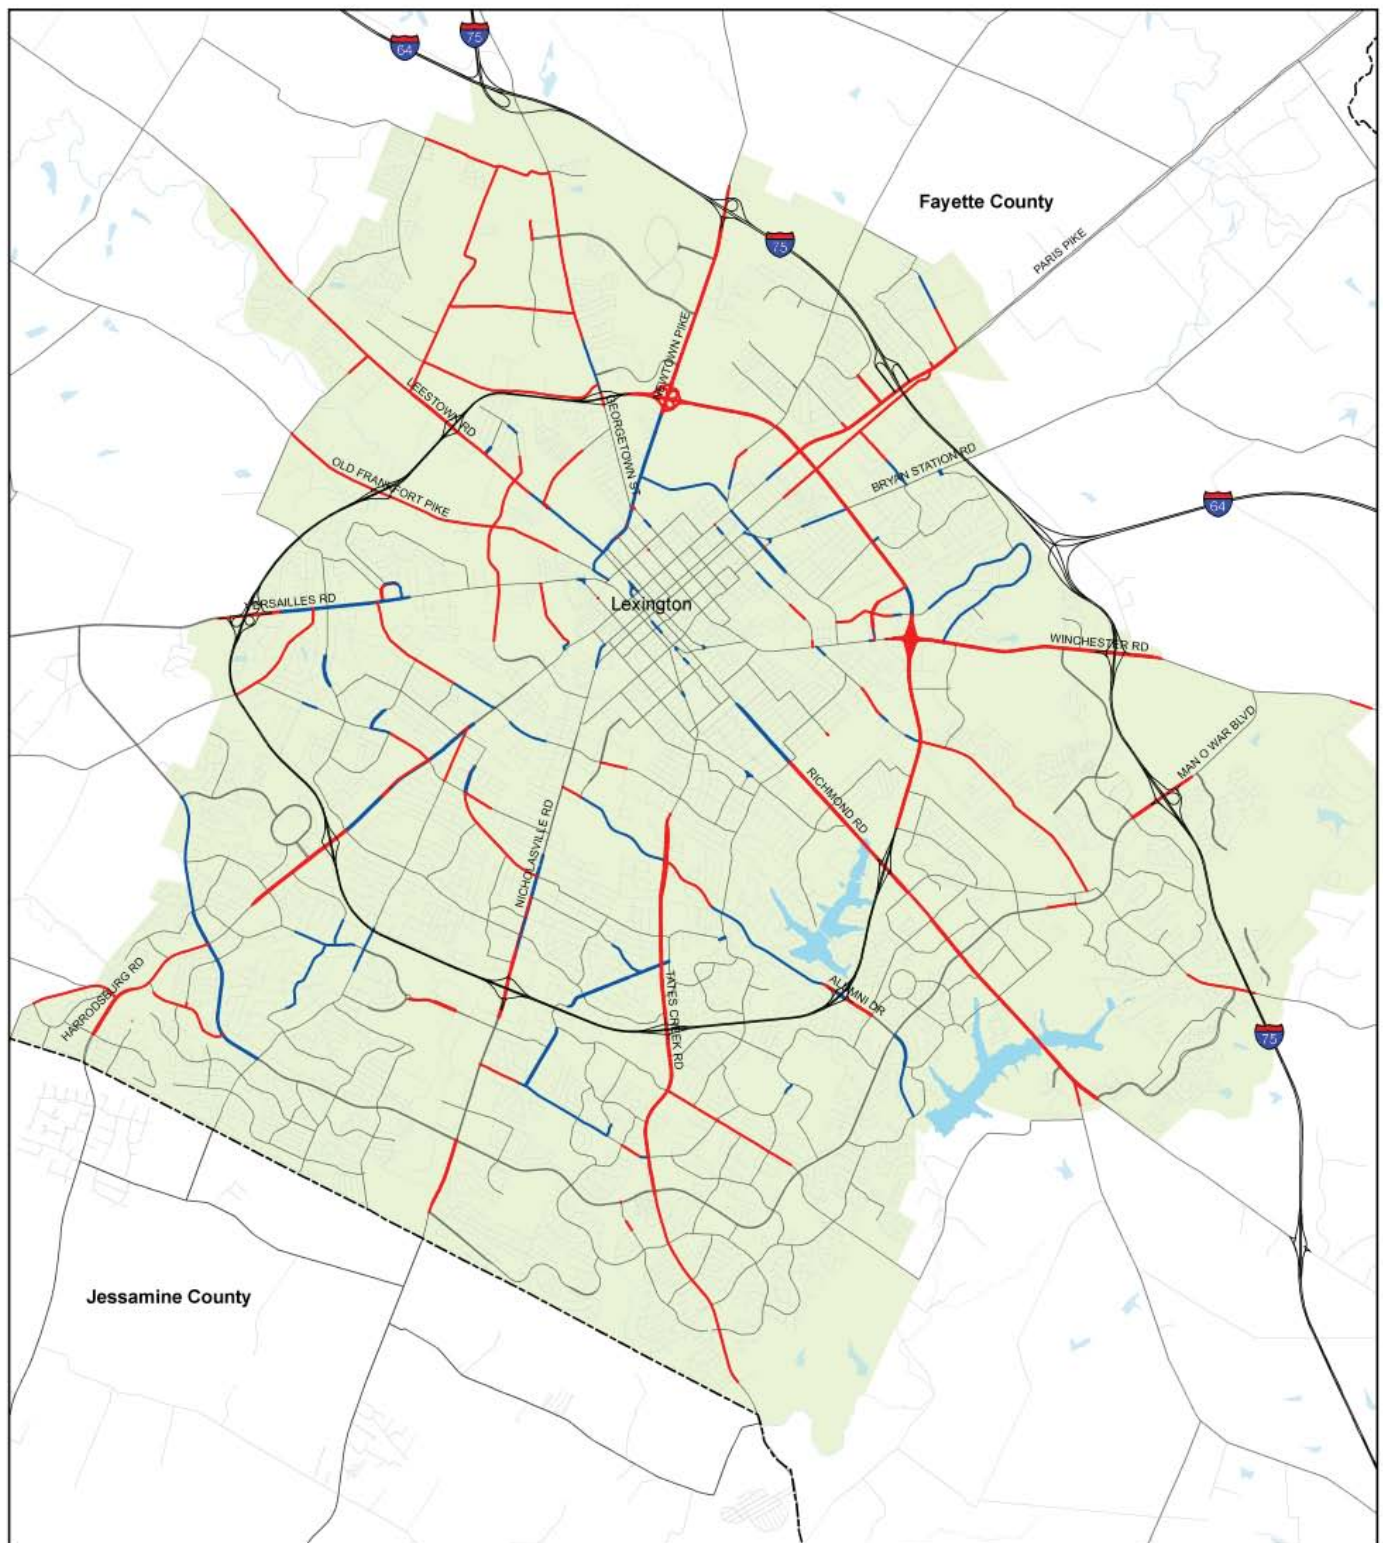 75
64
Fayette County
75
PARIS PIKE
NEWTOWN PIKE
LEESTOWN RD
GEORGETOWN ST
BRYAN STATION RD
OLD FRANKFORT PIKE
64
VERSAILLES RD
Lexington
WINCHESTER RD
MAN O WAR BLVD
RICHMOND RD
NICHOLASVILLE RD
HARRODSBURG RD
TATES CREEK RD
ALUMNI DR
75
Jessamine County